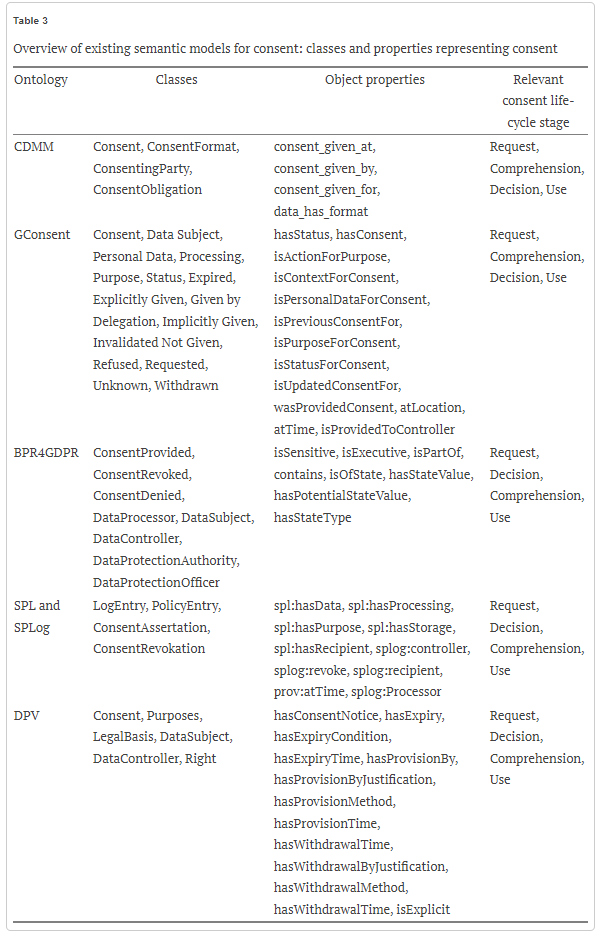 Table 3
Overview of existing semantic models for consent: classes and properties representing consent
Ontology Classes Object properties Relevant
consent life-
cycle stage
CDMM Consent, ConsentFormat, consent_given_at, Request,
ConsentingParty, consent_given_by, Comprehension,
ConsentObligation consent_given_for, Decision, Use
data_has_format
GConsent Consent, Data Subject, hasStatus, hasConsent, Request,
Personal Data, Processing, isActionForPurpose, Comprehension,
Purpose, Status, Expired, isContextForConsent, Decision, Use
Explicitly Given, Given by isPersonalDataForConsent,
Delegation, Implicitly Given, isPreviousConsentFor,
Invalidated Not Given, isPurposeForConsent,
Refused, Requested, isStatusForConsent,
Unknown, Withdrawn isUpdatedConsentFor,
wasProvidedConsent, atLocation,
atTime, isProvidedToController
BPR4GDPR ConsentProvided, isSensitive, isExecutive, isPartOf, Request,
ConsentRevoked, contains, isOfState, hasStateValue, Decision,
ConsentDenied, hasPotentialStateValue, Comprehension,
DataProcessor, DataSubject, hasStateType Use
DataController,
DataProtectionAuthority,
DataProtectionOfficer
SPL and LogEntry, PolicyEntry, spl:hasData, spl:hasProcessing, Request,
SPLog ConsentAssertation, spl:hasPurpose, spl:hasStorage, Decision,
ConsentRevokation spl:hasRecipient, splog:controller, Comprehension,
splog:revoke, splog:recipient, Use
prov:atTime, splog:Processor
DPV Consent, Purposes, hasConsentNotice, hasExpiry, Request,
LegalBasis, DataSubject, hasExpiryCondition, Decision,
DataController, Right hasExpiryTime, hasProvisionBy, Comprehension,
hasProvisionByJustification, Use
hasProvisionMethod,
hasProvisionTime,
hasWithdrawalTime,
hasWithdrawalByJustification,
hasWithdrawalMethod,
hasWithdrawalTime, isExplicit